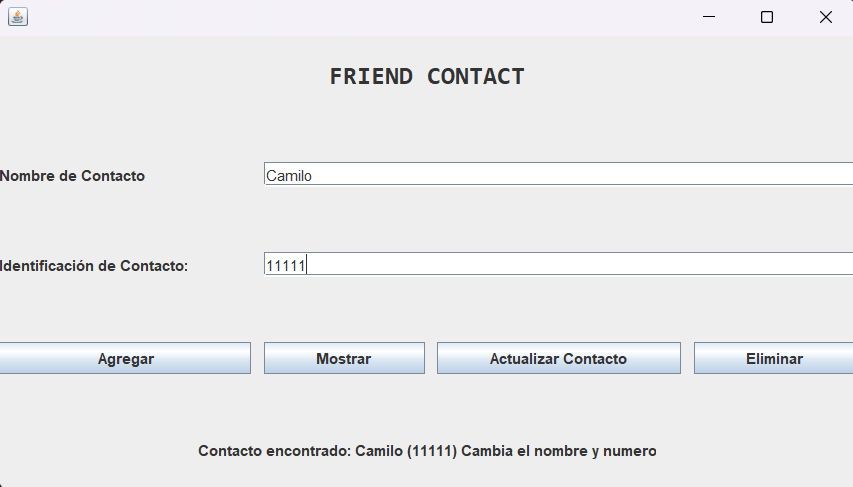 FRIEND CONTACT
Nombre de Contacto Camilo
Identificación de Contacto: 11111
Agregar Mostrar Actualizar Contacto Eliminar
Contacto encontrado: Camilo (11111) Cambia el nombre y numero